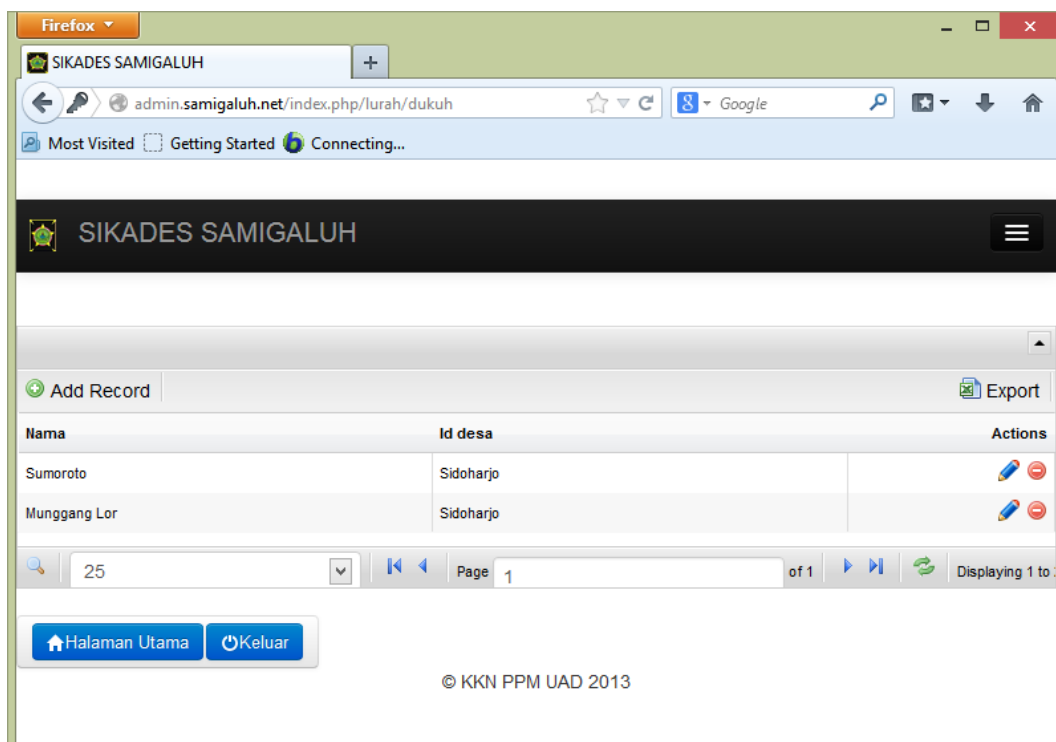 Firefox
SIKADES SAMIGALUH
admin.samigaluh.net/index.php/lurah/dukuh
8 Google
Most Visited Getting Started Connecting...
SIKADES SAMIGALUH
Add Record Export
Nama Id desa Actions
Sumoroto Sidoharjo
Munggang Lor Sidoharjo
25 Page 1 of 1 Displaying 1 to
Halaman Utama Keluar
© KKN PPM UAD 2013